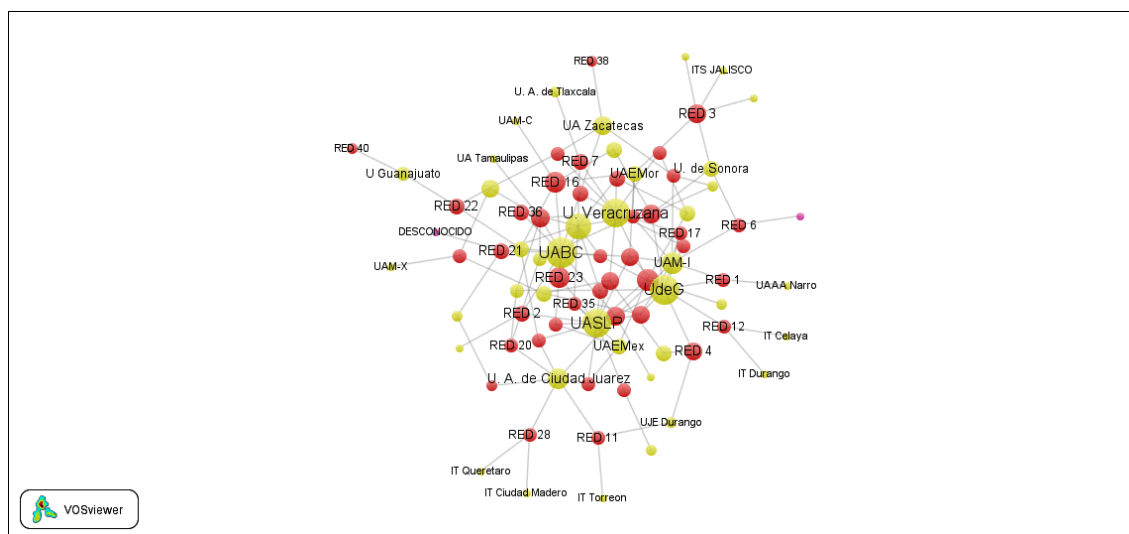 RED 38
ITS JALISCO
U. A. de Tlaxcala
RED 3
UAM-C
UA Zacatecas
RED 40
UA Tamaulipas
RED 7
U Guanajuato
RED 16
UAEMor
U. de Sonora
RED 22
RED 36
U. Veracruzana
RED 6
DESCONOCIDO
RED 17
RED 21
UABC
UAM-X
UAM-I
RED 23
RED 1
UAAA Narro
UdeG
RED 35
RED 2
UASLP
RED 12
IT Celaya
RED 20
UAEMex
RED 4
IT Durango
U. A. de Ciudad Juarez
UJE Durango
RED 28
RED 11
IT Queretaro
IT Ciudad Madero
IT Torreon
VOSviewer